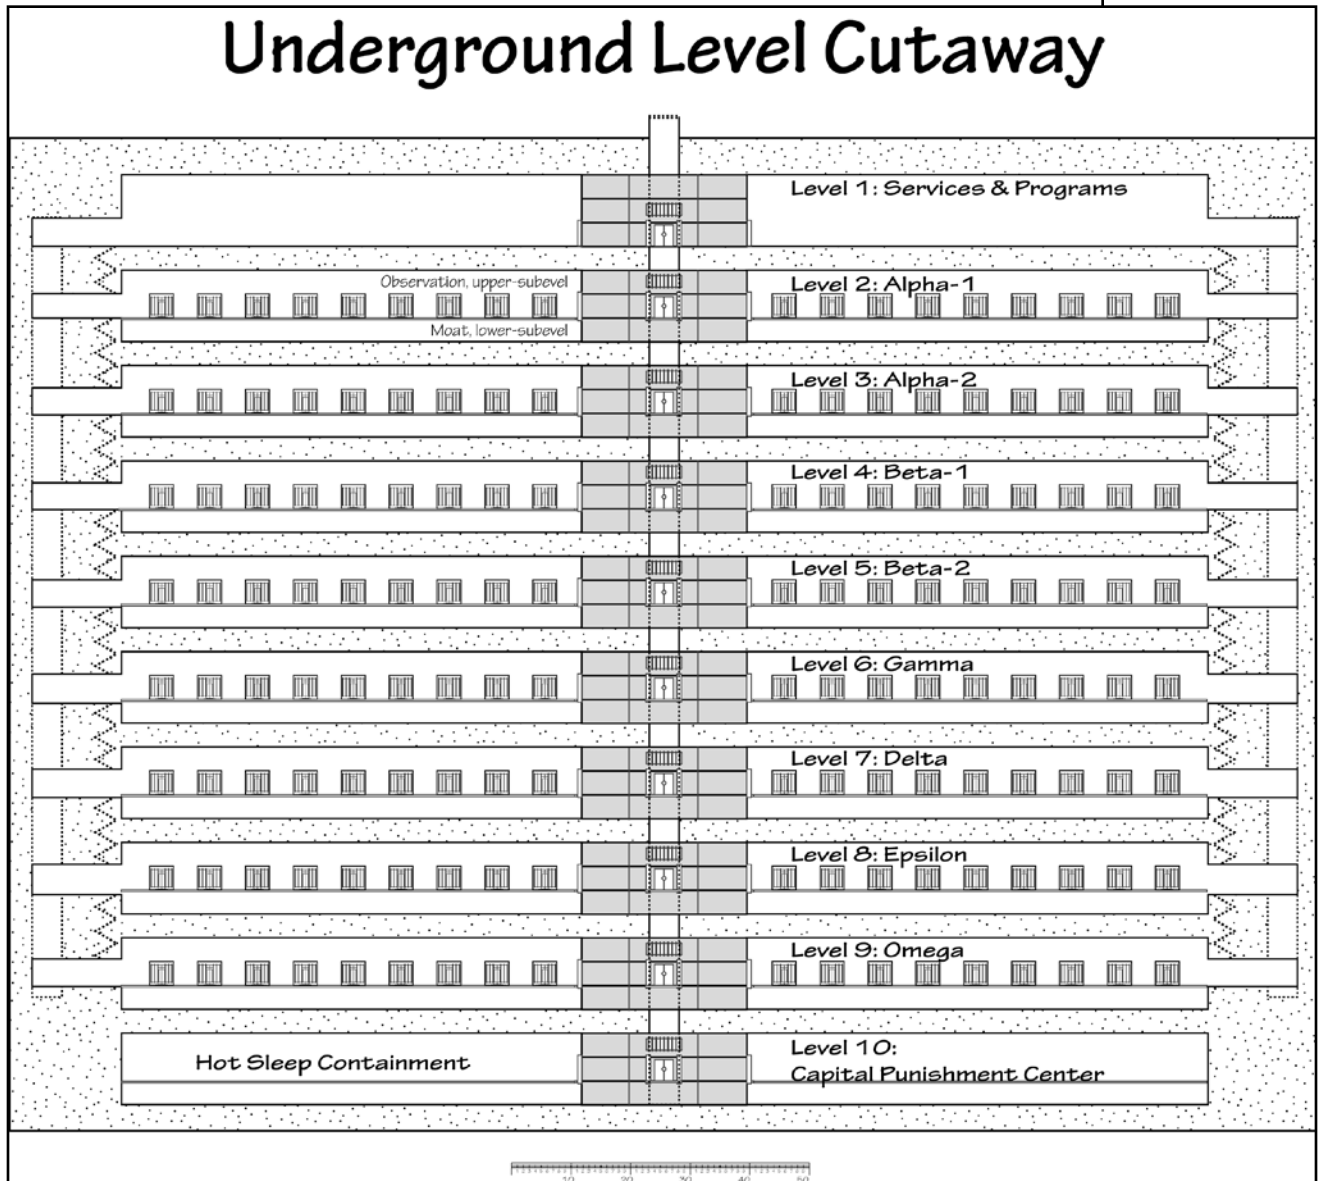 Underground Level Cutaway
Level 1: Services & Programs
Observation, upper-subevel
Level 2: Alpha-1
Moat, lower-subevel
Level 3: Alpha-2
Level 4: Beta-1
Level 5: Beta-2
Level 6: Gamma
Level 7: Delta
Level 8: Epsilon
Level 9: Omega
Hot Sleep Containment
Level 10:
Capital Punishment Center
10 20 30 40 50